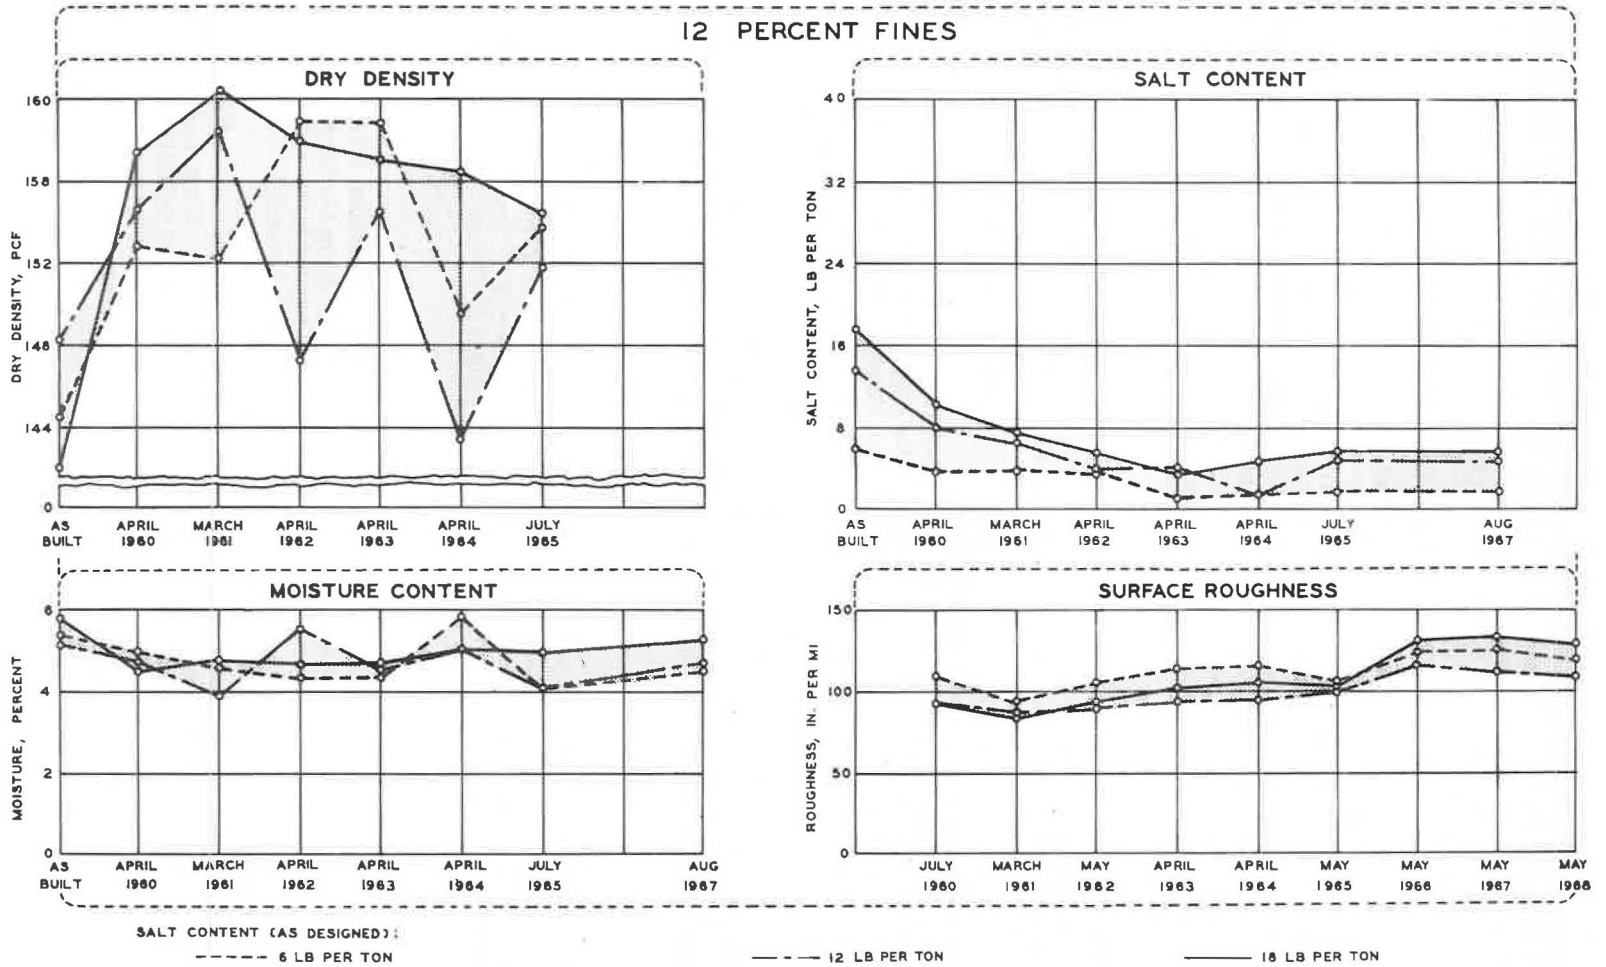 12 PERCENT FINES
DRY DENSITY
160
158
152
148
144
0
DRY DENSITY, PCF
AS BUILT
APRIL 1960
MARCH 1961
APRIL 1962
APRIL 1963
APRIL 1964
JULY 1965
SALT CONTENT
40
32
24
16
8
0
SALT CONTENT, LB PER TON
AS BUILT
APRIL 1960
MARCH 1961
APRIL 1962
APRIL 1963
APRIL 1964
JULY 1965
AUG 1967
MOISTURE CONTENT
6
4
2
0
MOISTURE, PERCENT
AS BUILT
APRIL 1960
MARCH 1961
APRIL 1962
APRIL 1963
APRIL 1964
JULY 1965
AUG 1967
SURFACE ROUGHNESS
150
100
50
0
ROUGHNESS, IN. PER MI
JULY 1960
MARCH 1961
MAY 1962
APRIL 1963
APRIL 1964
MAY 1965
MAY 1966
MAY 1967
MAY 1968
SALT CONTENT (AS DESIGNED):
6 LB PER TON
12 LB PER TON
18 LB PER TON